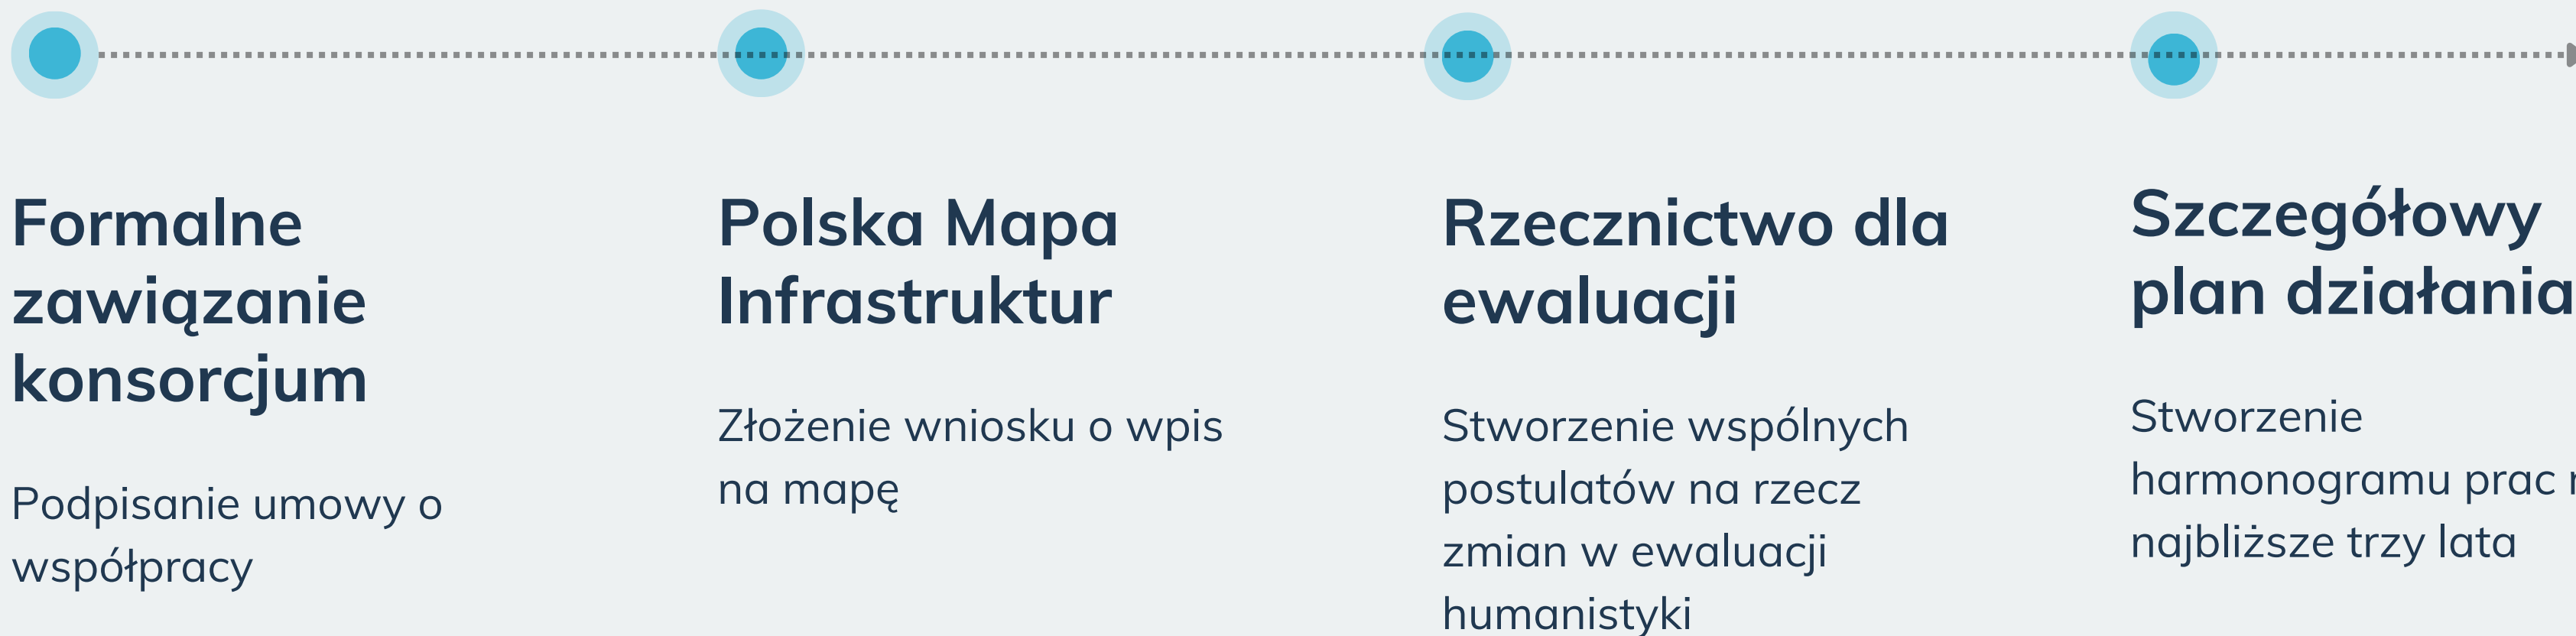 Formalne
zawiązanie
konsorcjum
Podpisanie umowy o
współpracy
Polska Mapa
Infrastruktur
Złożenie wniosku o wpis
na mapę
Rzecznictwo dla
ewaluacji
Stworzenie wspólnych
postulatów na rzecz
zmian w ewaluacji
humanistyki
Szczegółowy
plan działania
Stworzenie
harmonogramu prac
najbliższe trzy lata